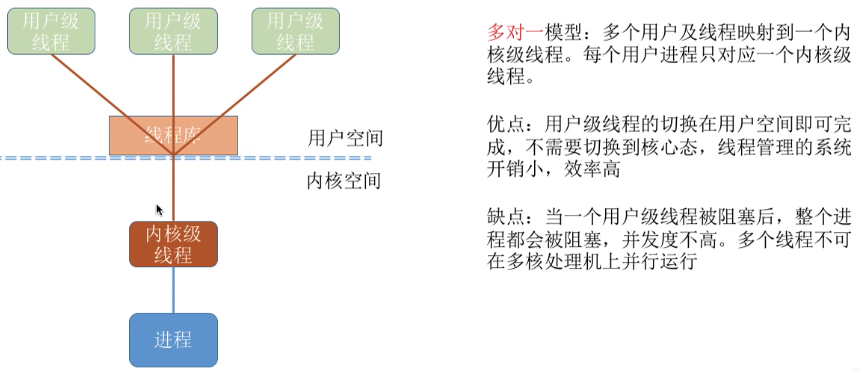 用户级
线程
用户级
线程
用户级
线程
线程库
用户空间
内核空间
内核级
线程
进程
多对一模型：多个用户及线程映射到一个内
核级线程。每个用户进程只对应一个内核级
线程。
优点：用户级线程的切换在用户空间即可完
成，不需要切换到核心态，线程管理的系统
开销小，效率高
缺点：当一个用户级线程被阻塞后，整个进
程都会被阻塞，并发度不高。多个线程不可
在多核处理机上并行运行